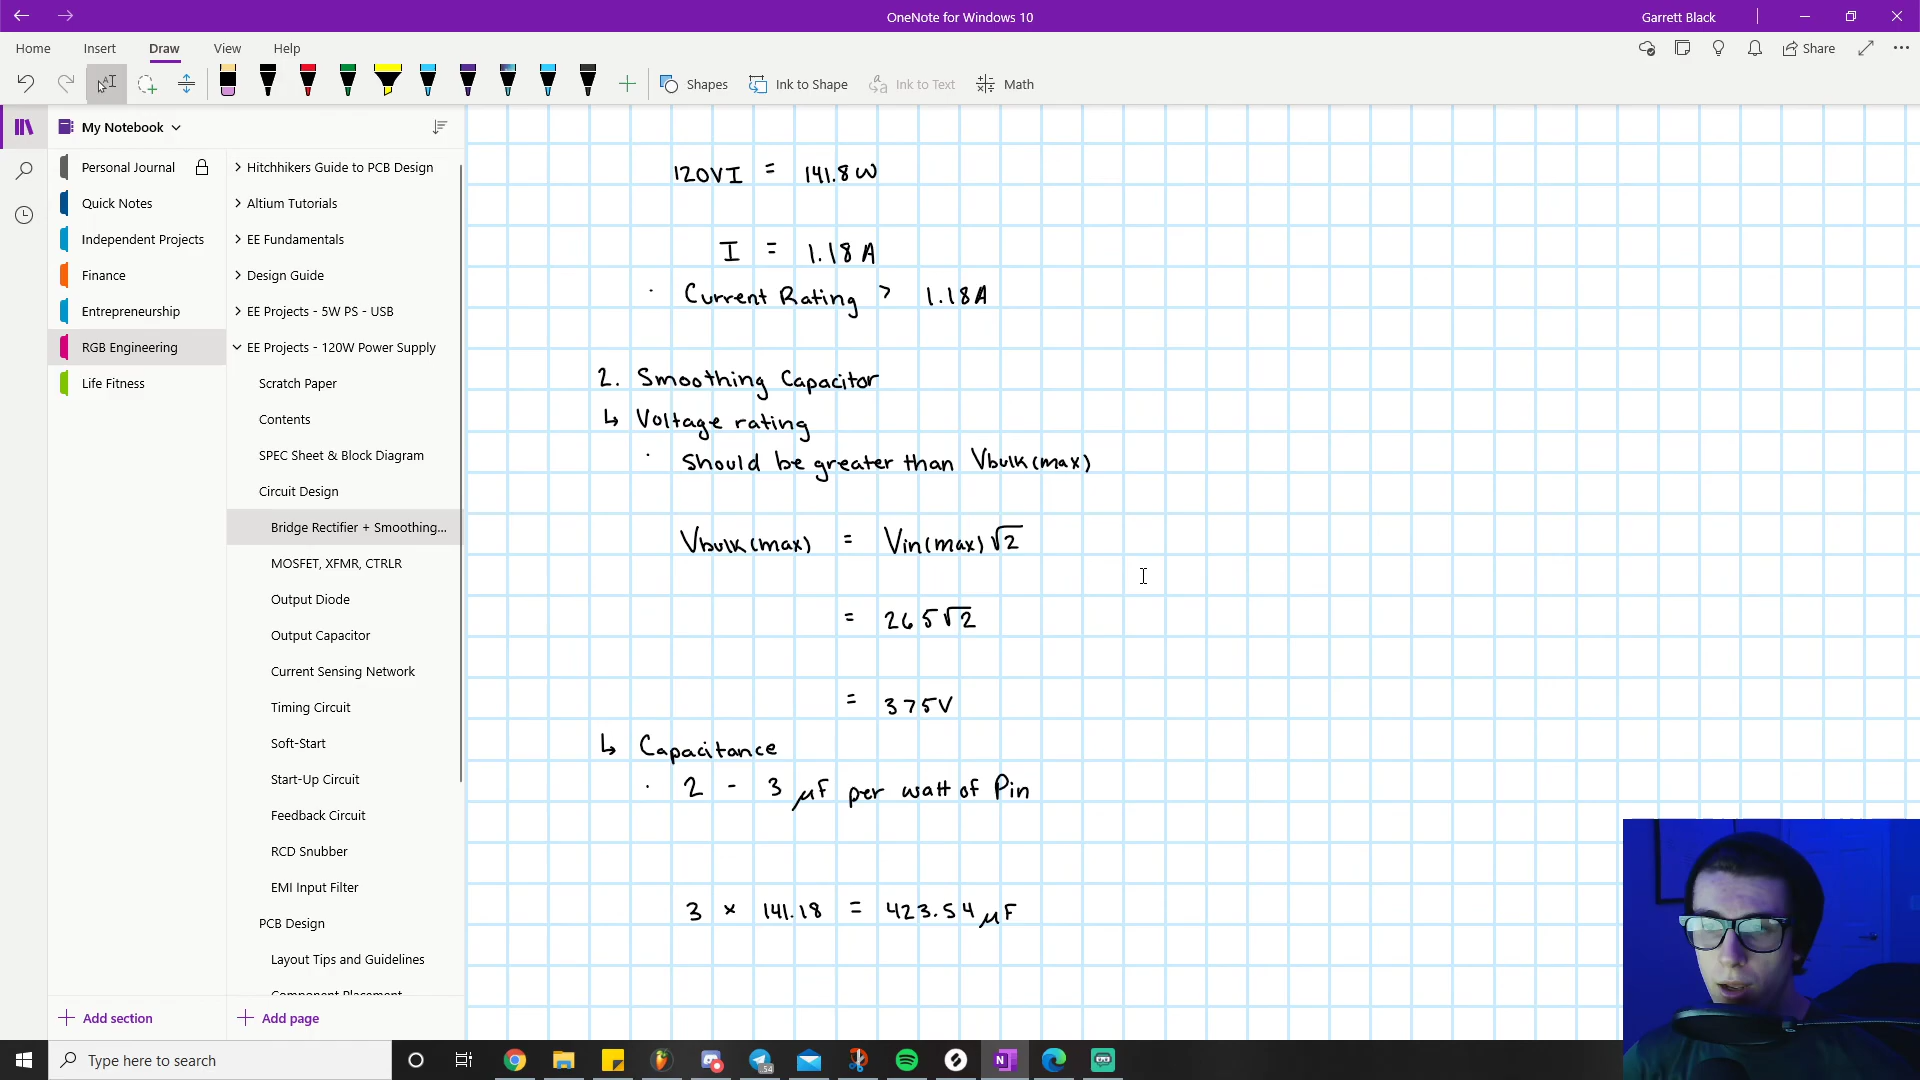 OneNote for Windows 10
Garrett Black
Home
Insert
Draw
View
Help
Share
Shapes
Ink to Shape
Ink to Text
Math
My Notebook
Personal Journal
Quick Notes
Independent Projects
Finance
Entrepreneurship
RGB Engineering
Life Fitness
Hitchhikers Guide to PCB Design
Altium Tutorials
EE Fundamentals
Design Guide
EE Projects - 5W PS - USB
EE Projects - 120W Power Supply
Scratch Paper
Contents
SPEC Sheet & Block Diagram
Circuit Design
Bridge Rectifier + Smoothing...
MOSFET, XFMR, CTRLR
Output Diode
Output Capacitor
Current Sensing Network
Timing Circuit
Soft-Start
Start-Up Circuit
Feedback Circuit
RCD Snubber
EMI Input Filter
PCB Design
Layout Tips and Guidelines
Component Placement
Add section
Add page
120VI = 141.8W
I = 1.18A
· Current Rating > 1.18A
2. Smoothing Capacitor
↳ Voltage rating
· Should be greater than Vbulk(max)
Vbulk(max) = Vin(max)√2
= 265√2
= 375V
↳ Capacitance
· 2 - 3 μF per watt of Pin
3 × 141.18 = 423.54 μF
Type here to search
54